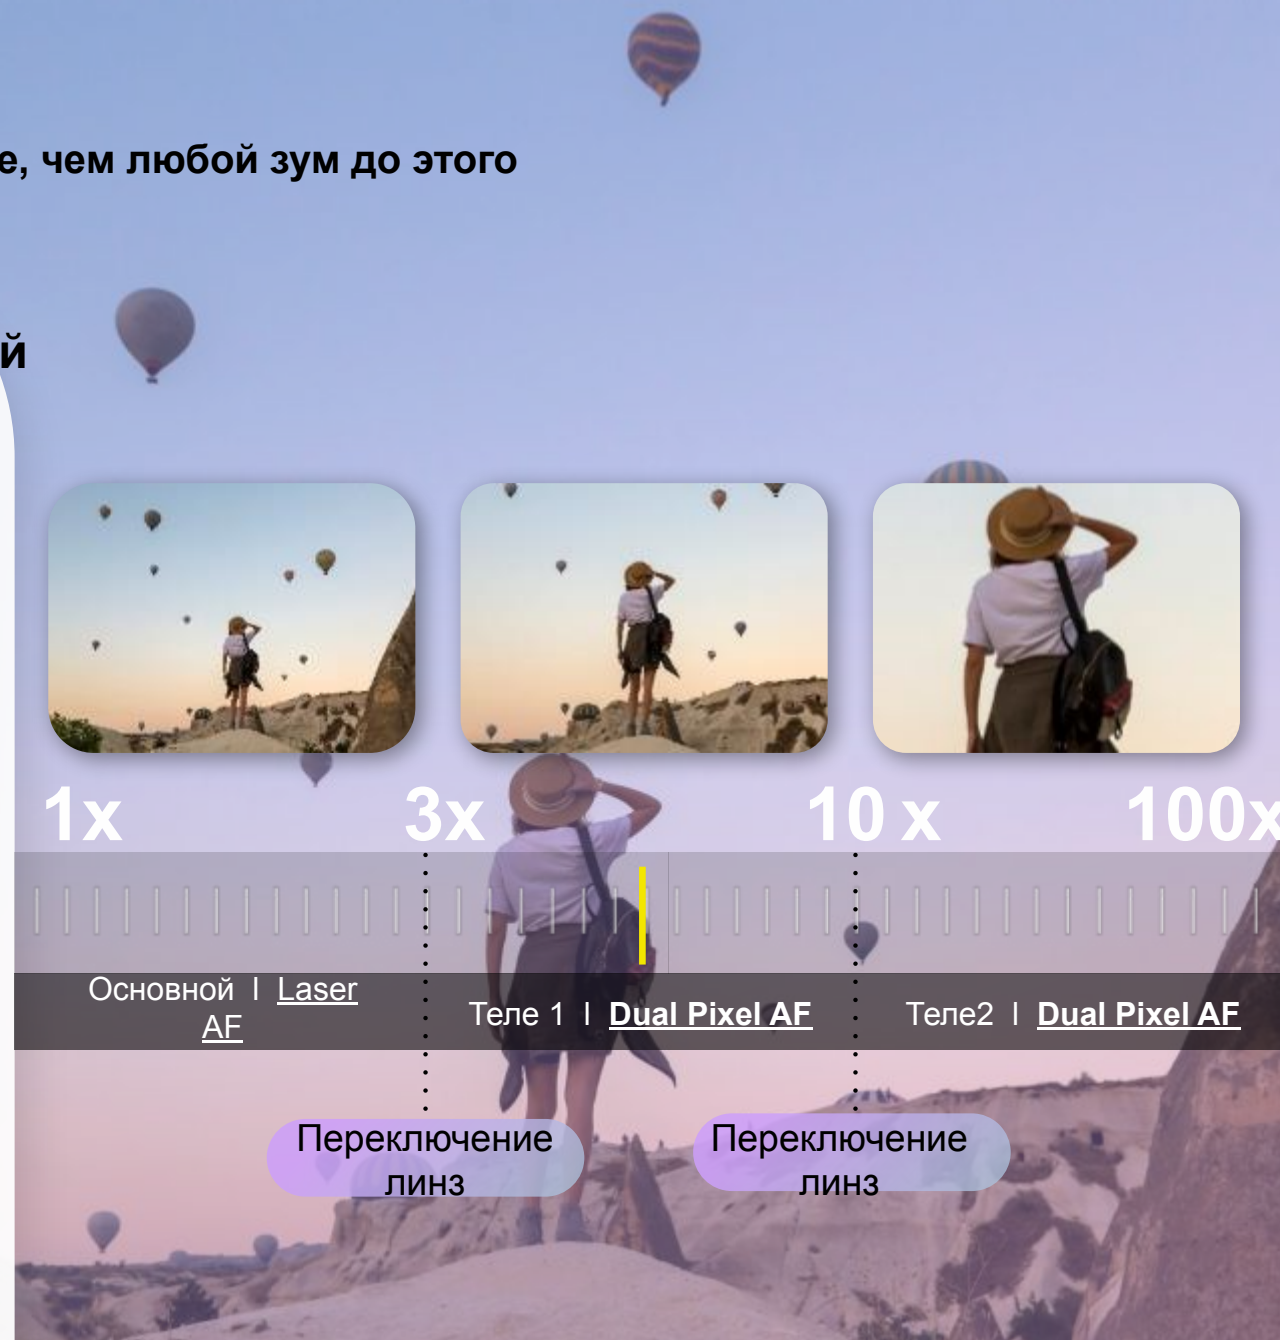 е, чем любой зум до этого
й
1x 3x 10 x 100x
Основной | Laser
AF
Теле 1 | Dual Pixel AF
Теле2 | Dual Pixel AF
Переключение
линз
Переключение
линз